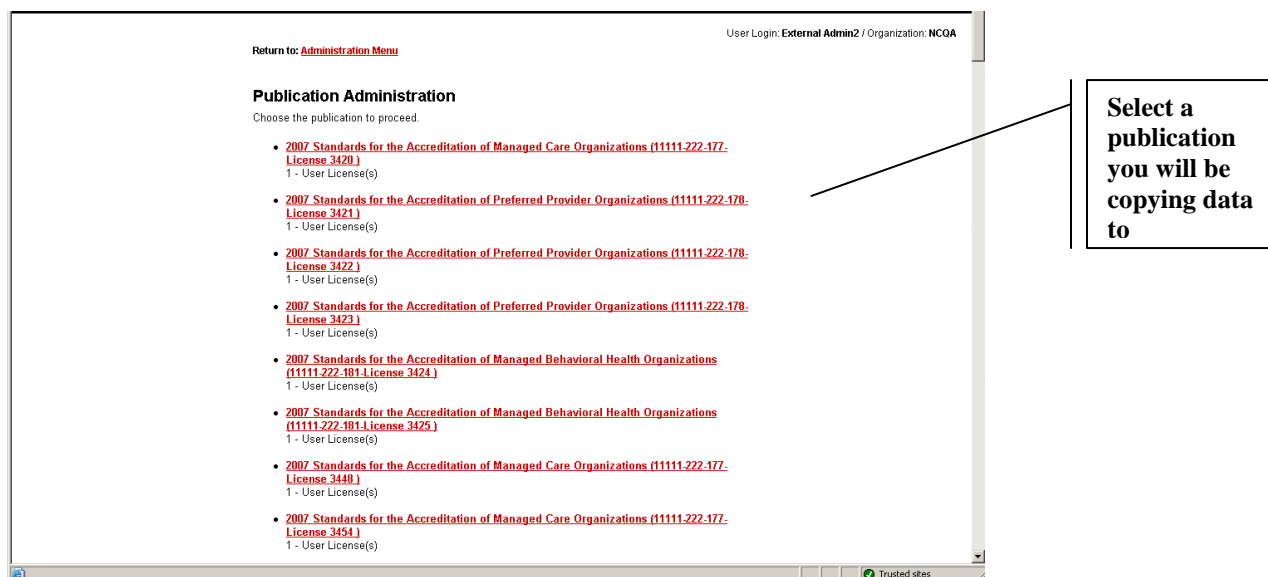 User Login: External Admin2 / Organization: NCQA
Return to: Administration Menu
Publication Administration
Choose the publication to proceed.
2007 Standards for the Accreditation of Managed Care Organizations (11111-222-177-
License 3420 )
1 - User License(s)
2007 Standards for the Accreditation of Preferred Provider Organizations (11111-222-178-
License 3421 )
1 - User License(s)
2007 Standards for the Accreditation of Preferred Provider Organizations (11111-222-178-
License 3422 )
1 - User License(s)
2007 Standards for the Accreditation of Preferred Provider Organizations (11111-222-178-
License 3423 )
1 - User License(s)
2007 Standards for the Accreditation of Managed Behavioral Health Organizations
(11111-222-181-License 3424 )
1 - User License(s)
2007 Standards for the Accreditation of Managed Behavioral Health Organizations
(11111-222-181-License 3425 )
1 - User License(s)
2007 Standards for the Accreditation of Managed Care Organizations (11111-222-177-
License 3448 )
1 - User License(s)
2007 Standards for the Accreditation of Managed Care Organizations (11111-222-177-
License 3454 )
1 - User License(s)
Trusted sites
Select a
publication
you will be
copying data
to